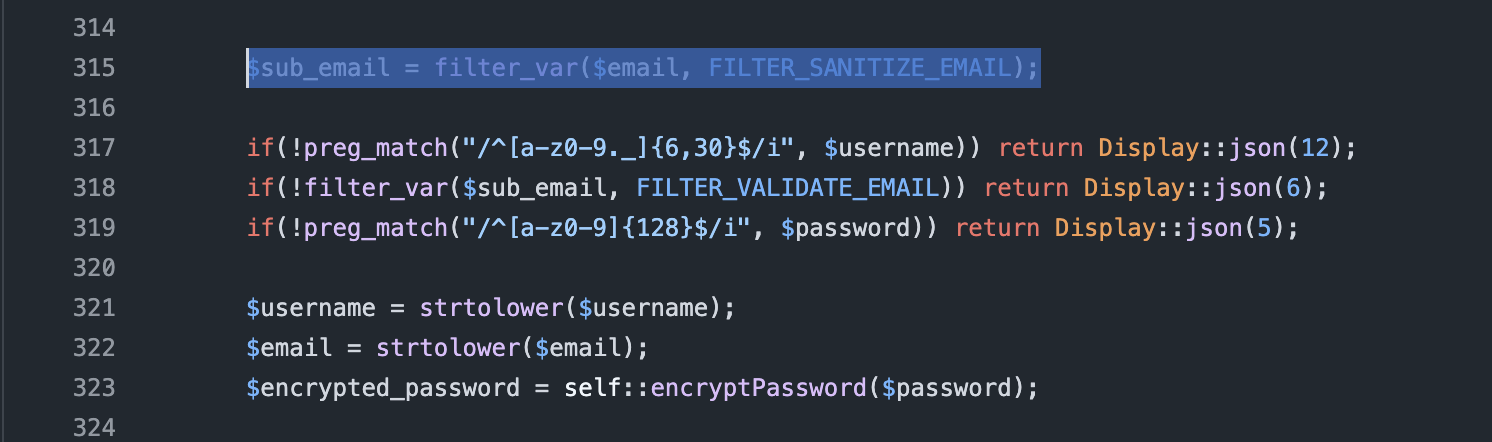 314
315 $sub_email = filter_var($email, FILTER_SANITIZE_EMAIL);
316
317 if(!preg_match("/^[a-z0-9._]{6,30}$/i", $username)) return Display::json(12);
318 if(!filter_var($sub_email, FILTER_VALIDATE_EMAIL)) return Display::json(6);
319 if(!preg_match("/^[a-z0-9]{128}$/i", $password)) return Display::json(5);
320
321 $username = strtolower($username);
322 $email = strtolower($email);
323 $encrypted_password = self::encryptPassword($password);
324